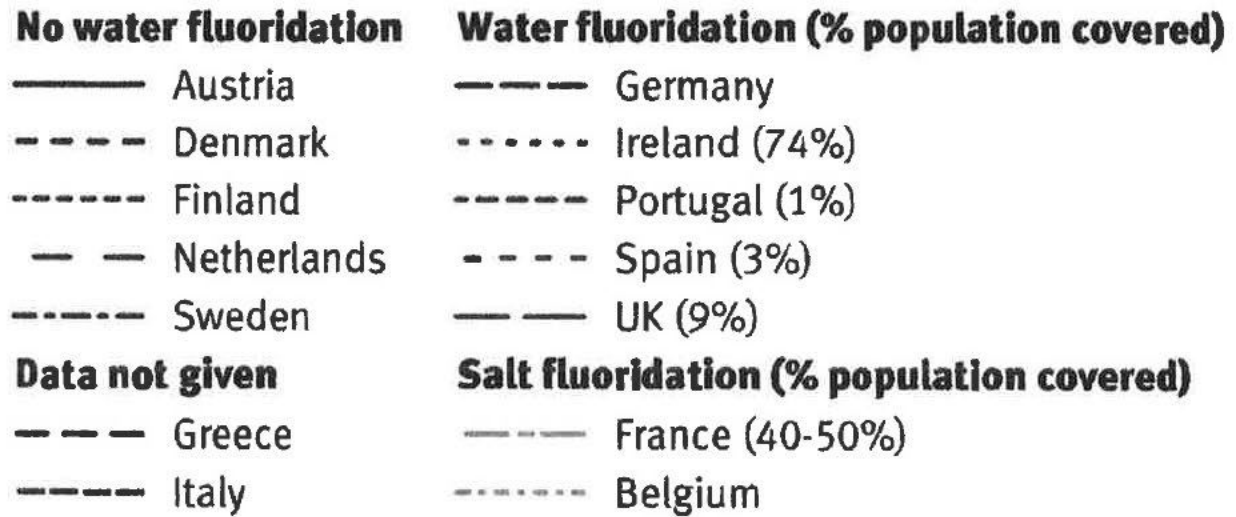 No water fluoridation
Austria
Denmark
Finland
Netherlands
Sweden
Data not given
Greece
Italy
Water fluoridation (% population covered)
Germany
Ireland (74%)
Portugal (1%)
Spain (3%)
UK (9%)
Salt fluoridation (% population covered)
France (40-50%)
Belgium